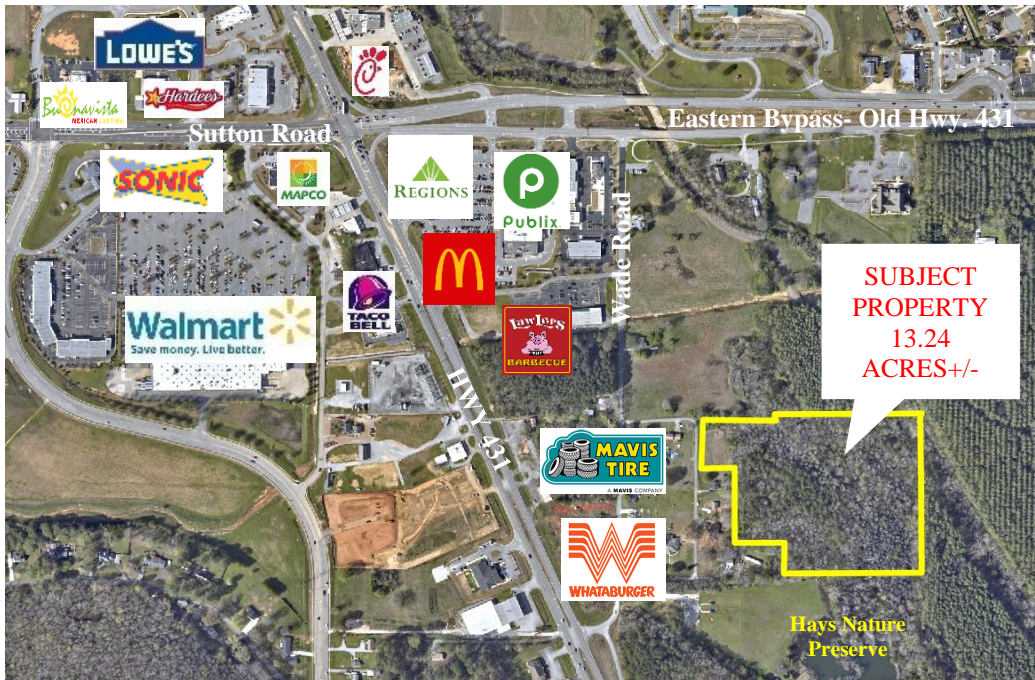 LOWE'S
Buenavista
MEXICAN CANTINA
Hardee's
Sutton Road
Eastern Bypass- Old Hwy. 431
SONIC
MAPCO
REGIONS
Publix
Wade Road
TACO
BELL
LawLers
BARBECUE
Walmart
Save money. Live better.
SUBJECT
PROPERTY
13.24
ACRES+/-
HWY 431
MAVIS
TIRE
A MAVIS COMPANY
WHATABURGER
Hays Nature
Preserve